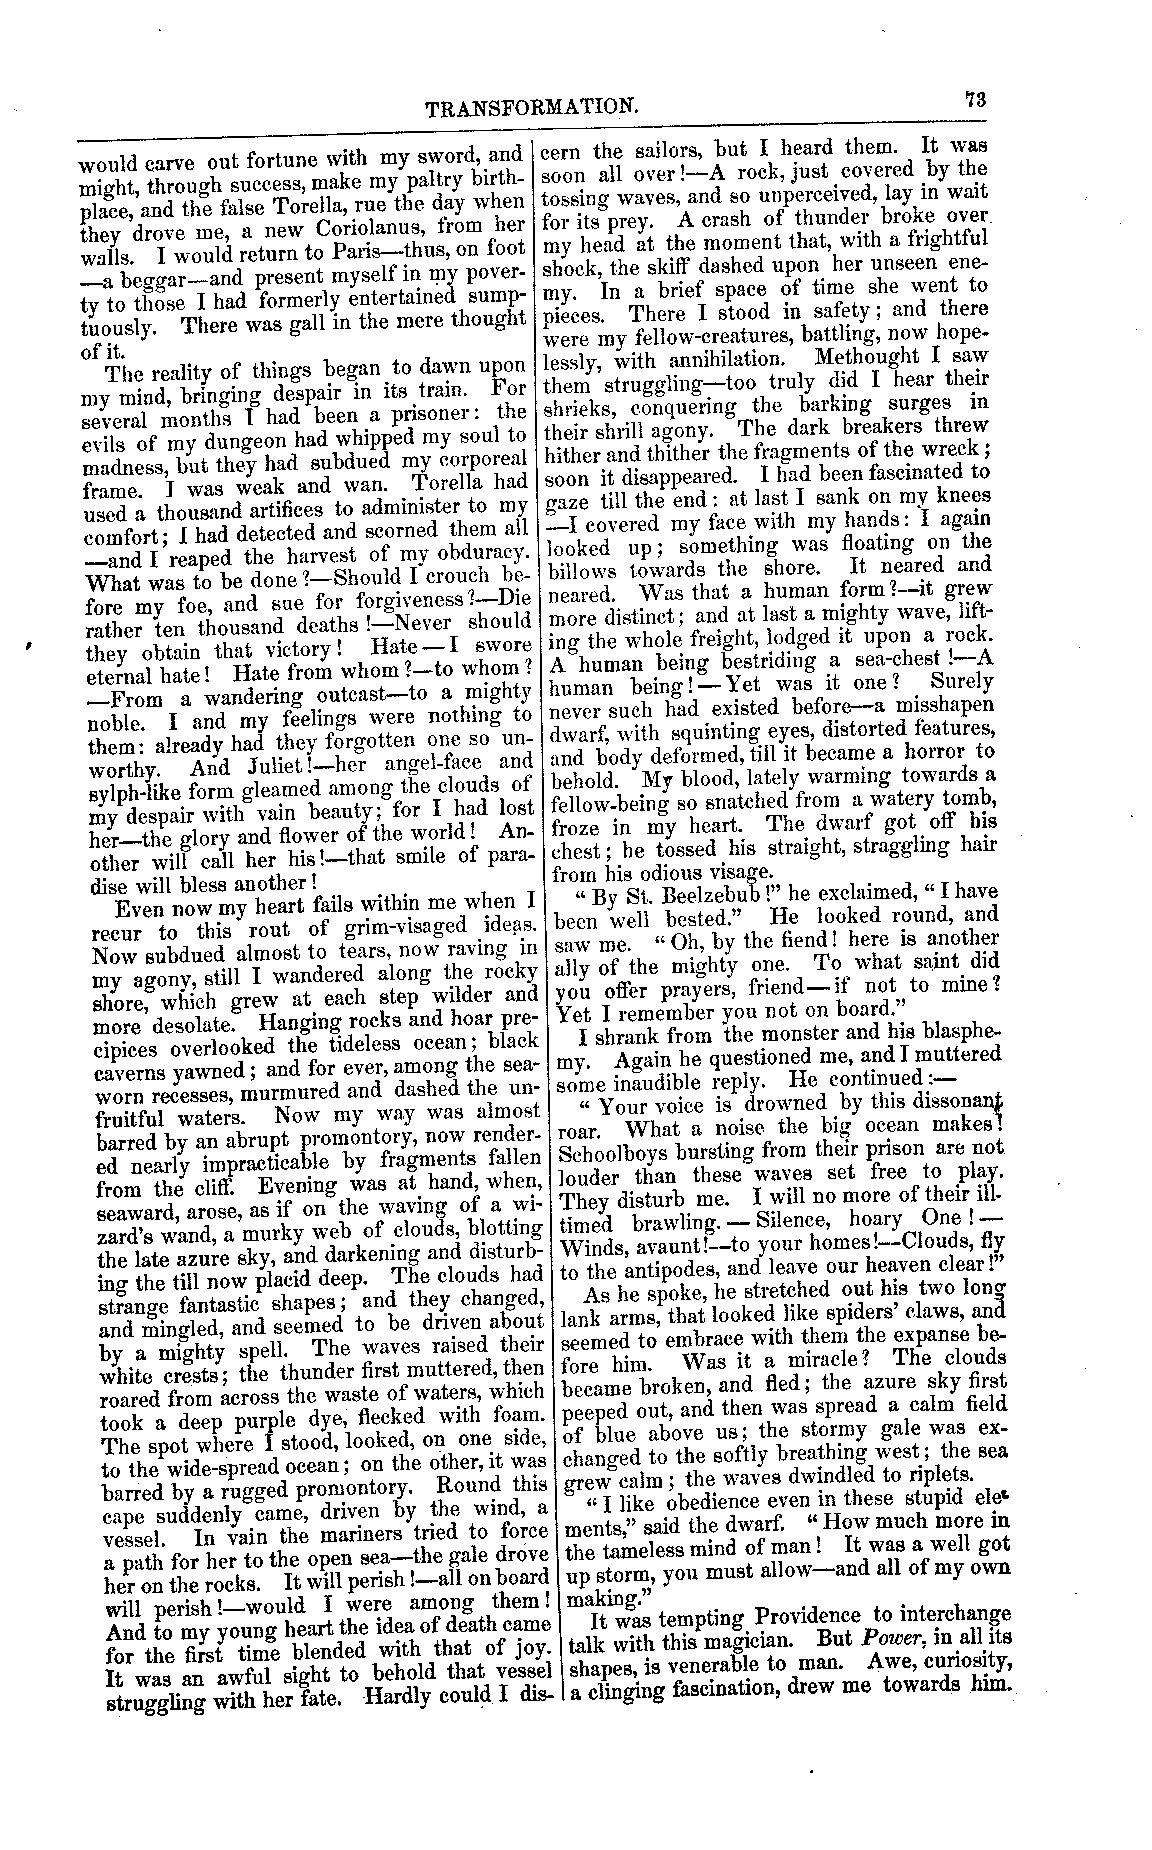 TRANSFORMATION.
73
would carve out fortune with my sword, and
might, through success, make my paltry birth-
place, and the false Torella, rue the day when
they drove me, a new Coriolanus, from her
walls. I would return to Paris—thus, on foot
—a beggar—and present myself in my pover-
ty to those I had formerly entertained sump-
tuously. There was gall in the mere thought
of it.
The reality of things began to dawn upon
my mind, bringing despair in its train. For
several months I had been a prisoner: the
evils of my dungeon had whipped my soul to
madness, but they had subdued my corporeal
frame. I was weak and wan. Torella had
used a thousand artifices to administer to my
comfort; I had detected and scorned them all
—and I reaped the harvest of my obduracy.
What was to be done?—Should I crouch be-
fore my foe, and sue for forgiveness?—Die
rather ten thousand deaths!—Never should
they obtain that victory! Hate—I swore
eternal hate! Hate from whom?—to whom?
—From a wandering outcast—to a mighty
noble. I and my feelings were nothing to
them: already had they forgotten one so un-
worthy. And Juliet!—her angel-face and
sylph-like form gleamed among the clouds of
my despair with vain beauty; for I had lost
her—the glory and flower of the world! An-
other will call her his!—that smile of para-
dise will bless another!
Even now my heart fails within me when I
recur to this rout of grim-visaged ideas.
Now subdued almost to tears, now raving in
my agony, still I wandered along the rocky
shore, which grew at each step wilder and
more desolate. Hanging rocks and hoar pre-
cipices overlooked the tideless ocean; black
caverns yawned; and for ever, among the sea-
worn recesses, murmured and dashed the un-
fruitful waters. Now my way was almost
barred by an abrupt promontory, now render-
ed nearly impracticable by fragments fallen
from the cliff. Evening was at hand, when,
seaward, arose, as if on the waving of a wi-
zard's wand, a murky web of clouds, blotting
the late azure sky, and darkening and disturb-
ing the till now placid deep. The clouds had
strange fantastic shapes; and they changed,
and mingled, and seemed to be driven about
by a mighty spell. The waves raised their
white crests; the thunder first muttered, then
roared from across the waste of waters, which
took a deep purple dye, flecked with foam.
The spot where I stood, looked, on one side,
to the wide-spread ocean; on the other, it was
barred by a rugged promontory. Round this
cape suddenly came, driven by the wind, a
vessel. In vain the mariners tried to force
a path for her to the open sea—the gale drove
her on the rocks. It will perish!—all on board
will perish!—would I were among them!
And to my young heart the idea of death came
for the first time blended with that of joy.
It was an awful sight to behold that vessel
struggling with her fate. Hardly could I dis-
cern the sailors, but I heard them. It was
soon all over!—A rock, just covered by the
tossing waves, and so unperceived, lay in wait
for its prey. A crash of thunder broke over
my head at the moment that, with a frightful
shock, the skiff dashed upon her unseen ene-
my. In a brief space of time she went to
pieces. There I stood in safety; and there
were my fellow-creatures, battling, now hope-
lessly, with annihilation. Methought I saw
them struggling—too truly did I hear their
shrieks, conquering the barking surges in
their shrill agony. The dark breakers threw
hither and thither the fragments of the wreck;
soon it disappeared. I had been fascinated to
gaze till the end: at last I sank on my knees
—I covered my face with my hands: I again
looked up; something was floating on the
billows towards the shore. It neared and
neared. Was that a human form?—it grew
more distinct; and at last a mighty wave, lift-
ing the whole freight, lodged it upon a rock.
A human being bestriding a sea-chest!—A
human being!—Yet was it one? Surely
never such had existed before—a misshapen
dwarf, with squinting eyes, distorted features,
and body deformed, till it became a horror to
behold. My blood, lately warming towards a
fellow-being so snatched from a watery tomb,
froze in my heart. The dwarf got off his
chest; he tossed his straight, straggling hair
from his odious visage.
"By St. Beelzebub!" he exclaimed, "I have
been well bested." He looked round, and
saw me. "Oh, by the fiend! here is another
ally of the mighty one. To what saint did
you offer prayers, friend—if not to mine?
Yet I remember you not on board."
I shrank from the monster and his blasphe-
my. Again he questioned me, and I muttered
some inaudible reply. He continued:—
"Your voice is drowned by this dissonant
roar. What a noise the big ocean makes!
Schoolboys bursting from their prison are not
louder than these waves set free to play.
They disturb me. I will no more of their ill-
timed brawling.—Silence, hoary One!—
Winds, avaunt!—to your homes!—Clouds, fly
to the antipodes, and leave our heaven clear!"
As he spoke, he stretched out his two long
lank arms, that looked like spiders' claws, and
seemed to embrace with them the expanse be-
fore him. Was it a miracle? The clouds
became broken, and fled; the azure sky first
peeped out, and then was spread a calm field
of blue above us; the stormy gale was ex-
changed to the softly breathing west; the sea
grew calm; the waves dwindled to riplets.
"I like obedience even in these stupid ele-
ments," said the dwarf. "How much more in
the tameless mind of man! It was a well got
up storm, you must allow—and all of my own
making."
It was tempting Providence to interchange
talk with this magician. But Power, in all its
shapes, is venerable to man. Awe, curiosity,
a clinging fascination, drew me towards him.